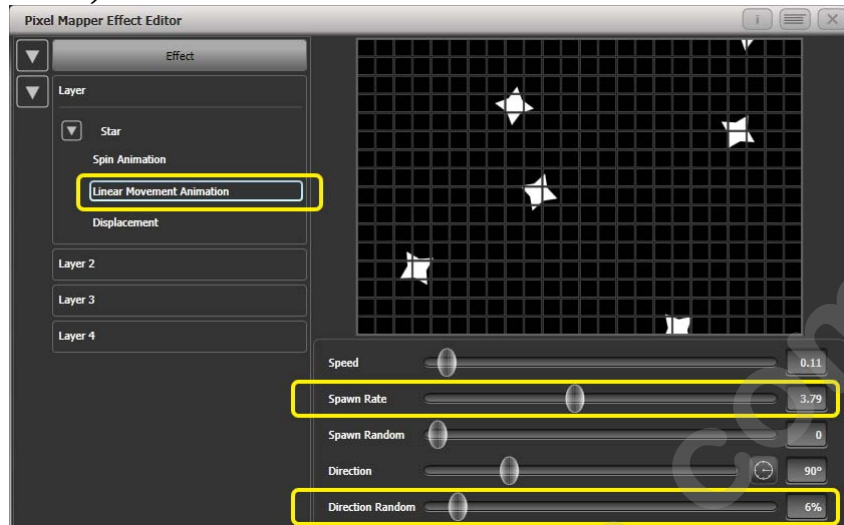 Pixel Mapper Effect Editor
i
Effect
Layer
Star
Spin Animation
Linear Movement Animation
Displacement
Layer 2
Layer 3
Layer 4
Speed 0.11
Spawn Rate 3.79
Spawn Random 0
Direction 90°
Direction Random 6%
com